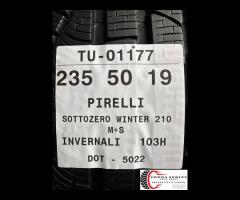 TU-01177
235 50 19
PIRELLI
SOTTOZERO WINTER 210
M+S
INVERNALI 103H
DOT - 5022